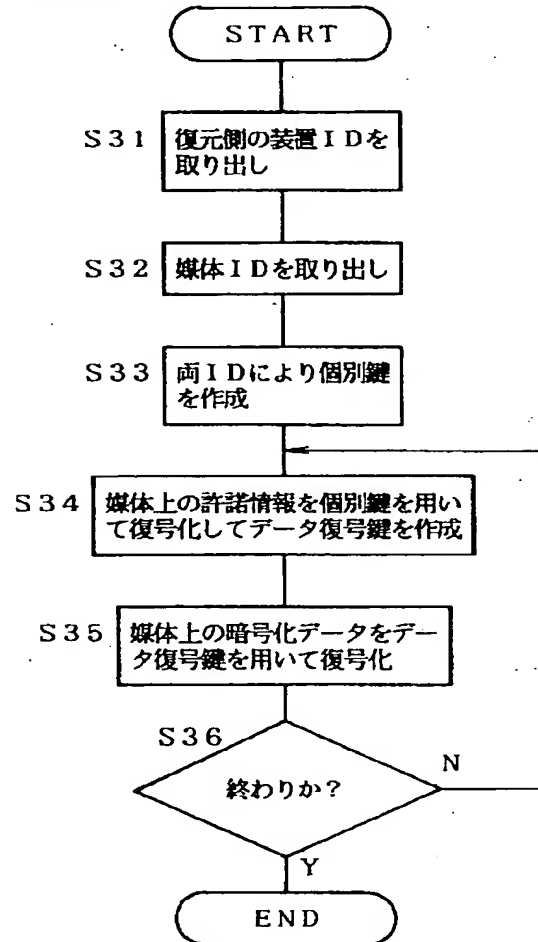 START
S31 復元側の装置IDを
取り出し
S32 媒体IDを取り出し
S33 両IDにより個別鍵
を作成
S34 媒体上の許諾情報を個別鍵を用い
て復号化してデータ復号鍵を作成
S35 媒体上の暗号化データをデー
タ復号鍵を用いて復号化
S36
終わりか?
N
Y
END